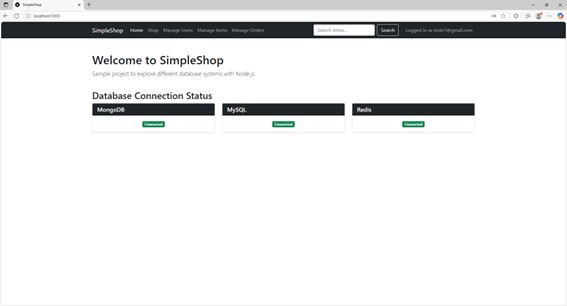 SimpleShop
localhost:3000
SimpleShop Home Shop Manage Users Manage Items Manage Orders Search items... Search Logged in as tester1@gmail.com
Welcome to SimpleShop
Sample project to explore different database systems with Node.js.
Database Connection Status
MongoDB MySQL Redis
Connected Connected Connected